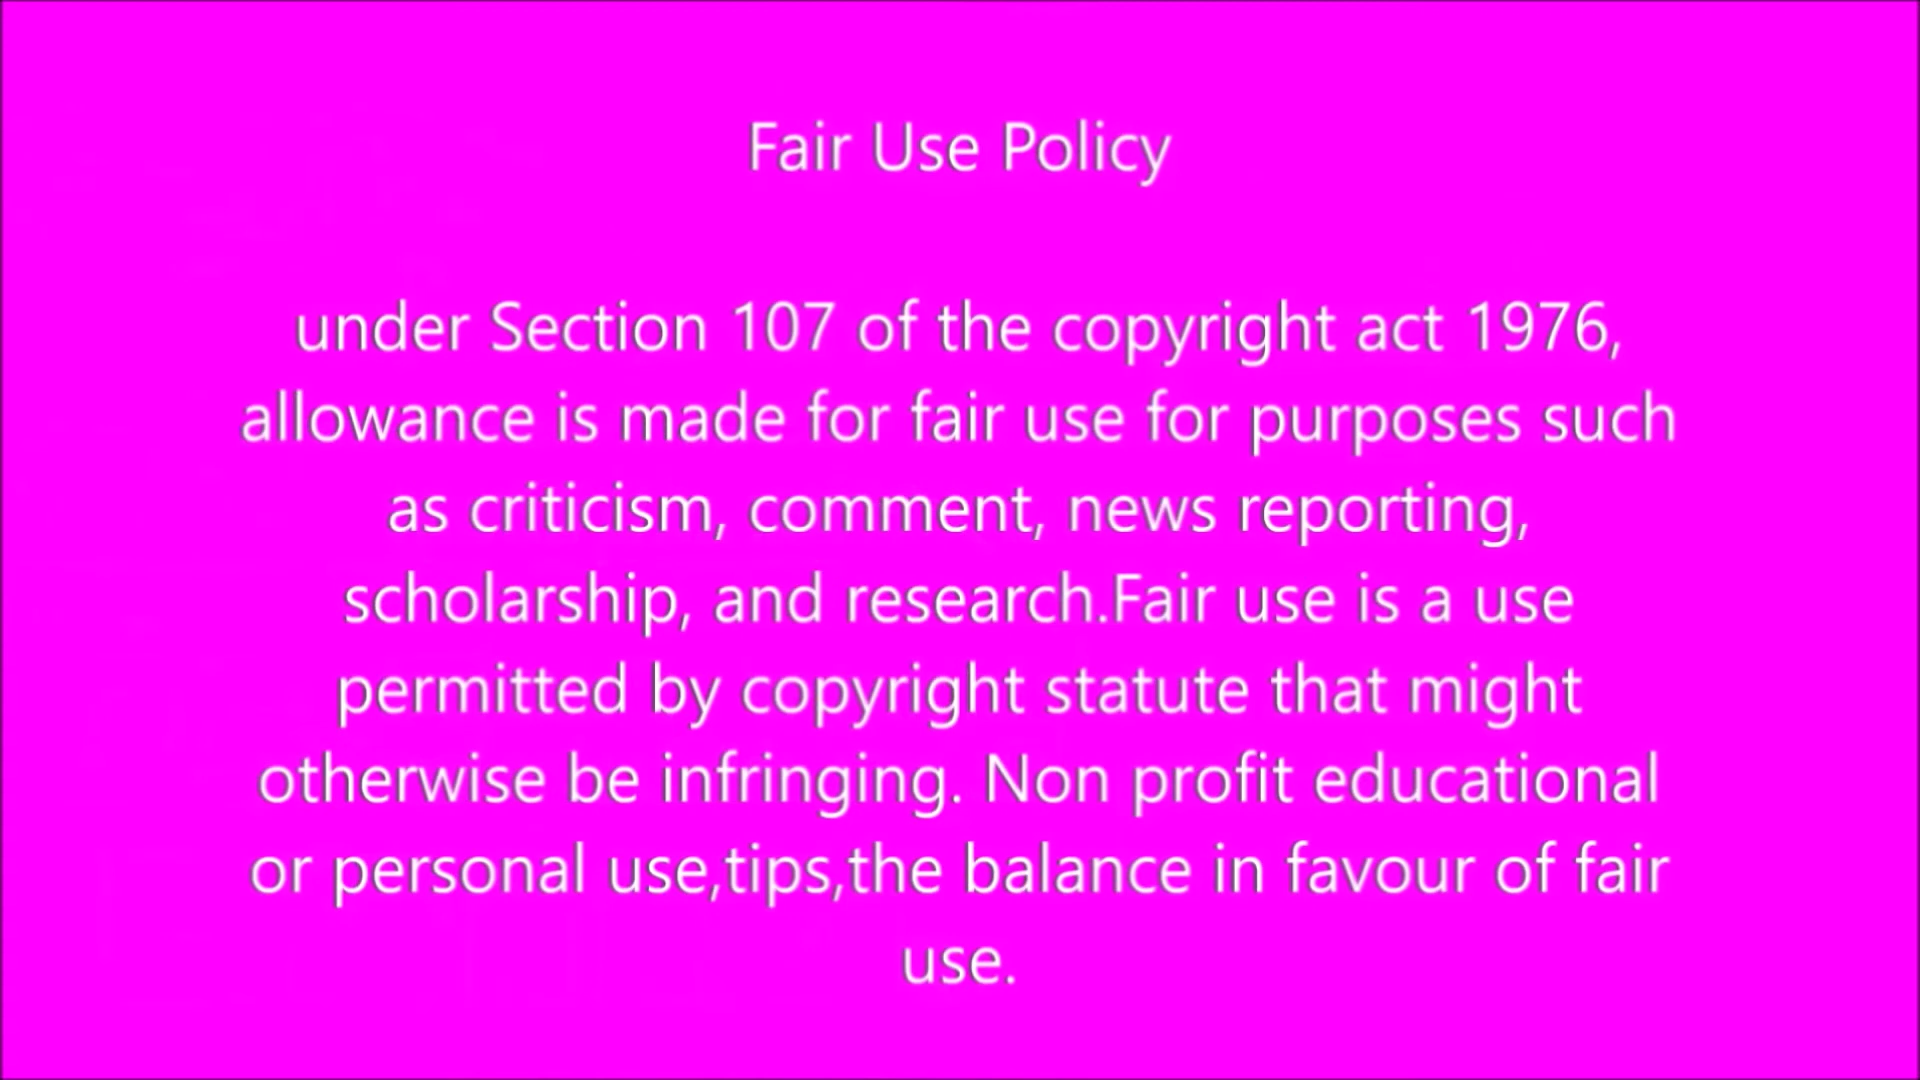 Fair Use Policy
under Section 107 of the copyright act 1976,
allowance is made for fair use for purposes such
as criticism, comment, news reporting,
scholarship, and research.Fair use is a use
permitted by copyright statute that might
otherwise be infringing. Non profit educational
or personal use,tips,the balance in favour of fair
use.